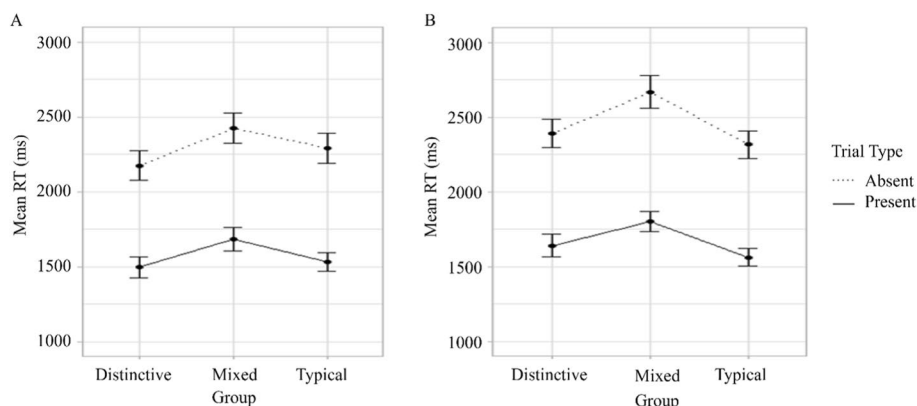 A
B
3000
2500
2000
1500
1000
Mean RT (ms)
Distinctive
Mixed
Typical
Group
3000
2500
2000
1500
1000
Mean RT (ms)
Distinctive
Mixed
Typical
Group
Trial Type
Absent
Present